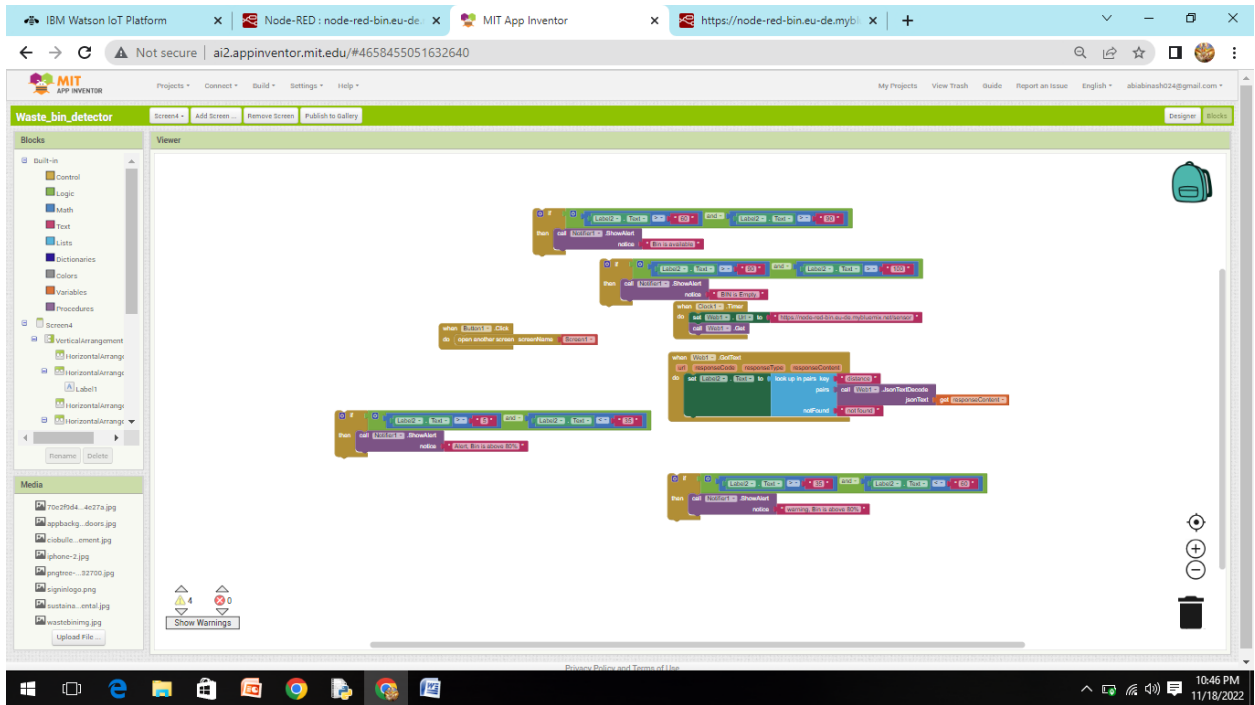 IBM Watson IoT Platform
Node-RED : node-red-bin.eu-de.
MIT App Inventor
https://node-red-bin.eu-de.mybl
Not secure
ai2.appinventor.mit.edu/#4658455051632640
MIT
APP INVENTOR
Projects
Connect
Build
Settings
Help
My Projects
View Trash
Guide
Report an Issue
English
abiabinash024@gmail.com
Waste_bin_detector
Screen4
Add Screen ...
Remove Screen
Publish to Gallery
Designer
Blocks
Blocks
Viewer
Built-in
Control
Logic
Math
Text
Lists
Dictionaries
Colors
Variables
Procedures
Screen4
VerticalArrangement
HorizontalArrange
HorizontalArrange
Label1
HorizontalArrange
HorizontalArrange
Rename
Delete
Media
70e2f0d4...4e27a.jpg
appbackg...doors.jpg
ciobulle...ement.jpg
iphone-2.jpg
pngtree-...32700.jpg
signinlogo.png
sustaina...ental.jpg
wastebinimg.jpg
Upload File ...
if Label2 . Text and Label2 . Text
then call Notifier1 .ShowAlert
notice " Bin is available "
if Label2 . Text and Label2 . Text " 100 "
then call Notifier1 .ShowAlert
notice " BIN is Empty "
when Clock1 .Timer
do set Web1 . Url to " https://node-red-bin.eu-de.mybluemix.net/sensor "
call Web1 .Get
when Button1 .Click
do open another screen screenName Screen1
when Web1 .GotText
url responseCode responseType responseContent
do set Label2 . Text to look up in pairs key " distance "
pairs call Web1 .JsonTextDecode
jsonText get responseContent
notFound " not found "
if Label2 . Text and Label2 . Text " 35 "
then call Notifier1 .ShowAlert
notice " Alert, Bin is above 80% "
if Label2 . Text " 35 " and Label2 . Text
then call Notifier1 .ShowAlert
notice " warning, Bin is above 50% "
4
0
Show Warnings
Privacy Policy and Terms of Use
10:46 PM
11/18/2022